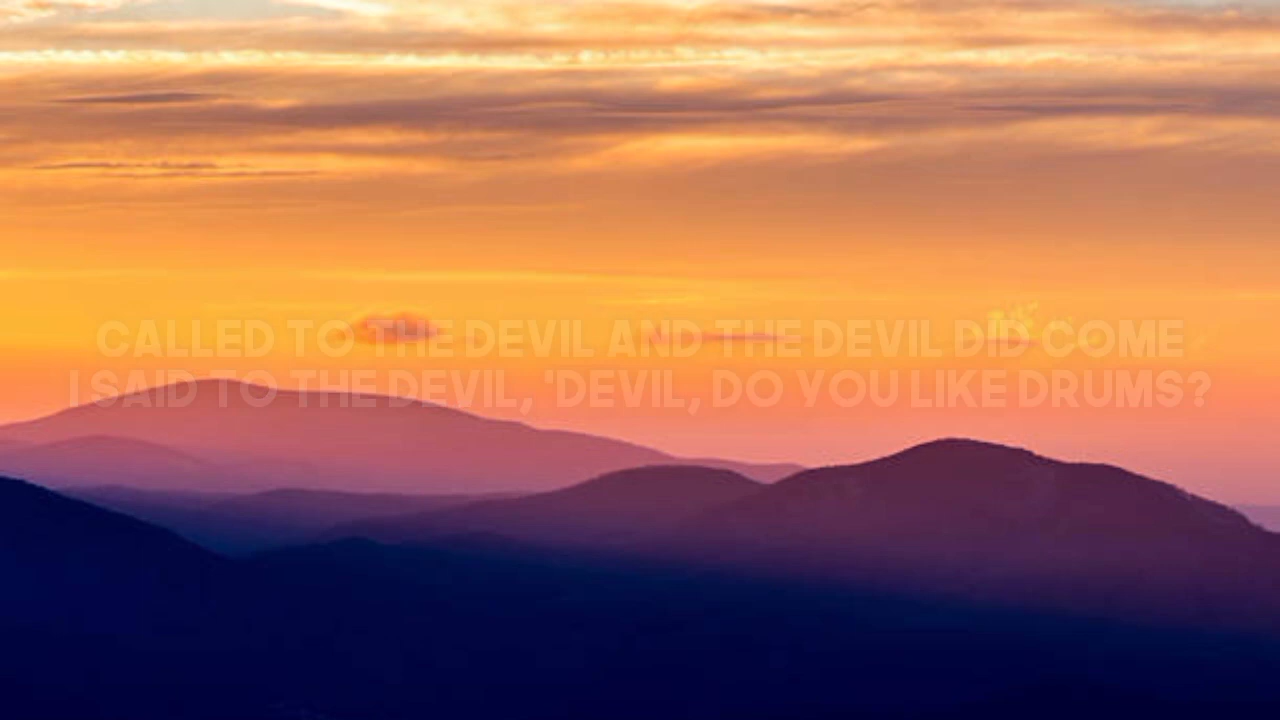 CALLED TO THE DEVIL AND THE DEVIL DID COME
I SAID TO THE DEVIL, 'DEVIL, DO YOU LIKE DRUMS?